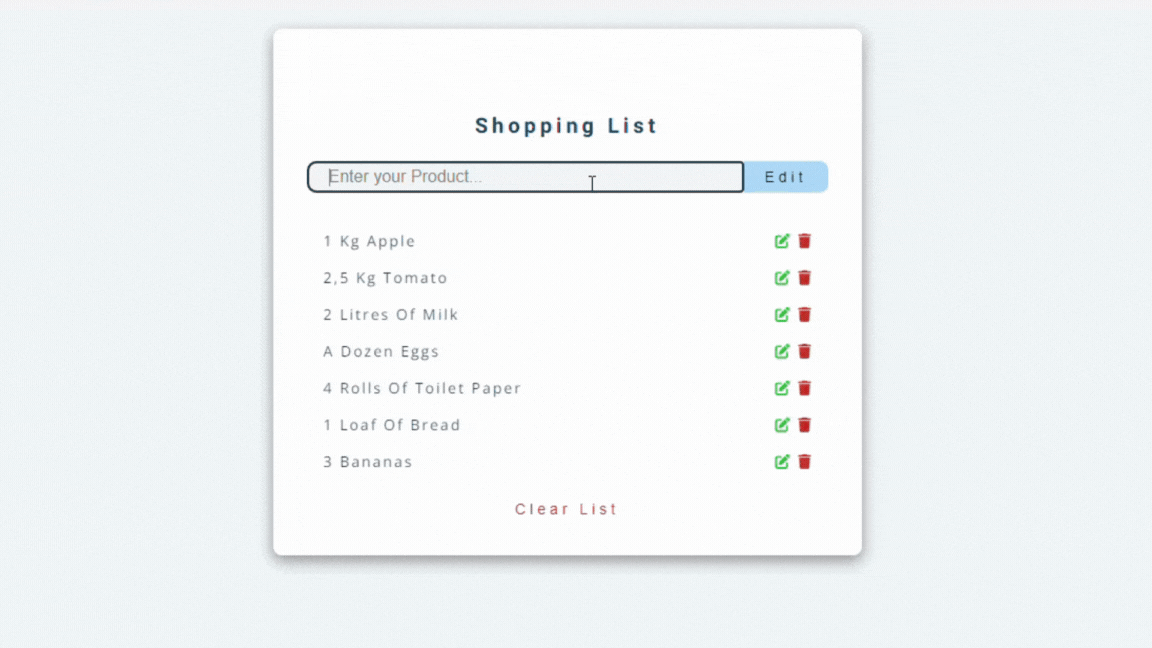 Shopping List
Enter your Product... Edit
1 Kg Apple
2,5 Kg Tomato
2 Litres Of Milk
A Dozen Eggs
4 Rolls Of Toilet Paper
1 Loaf Of Bread
3 Bananas
Clear List